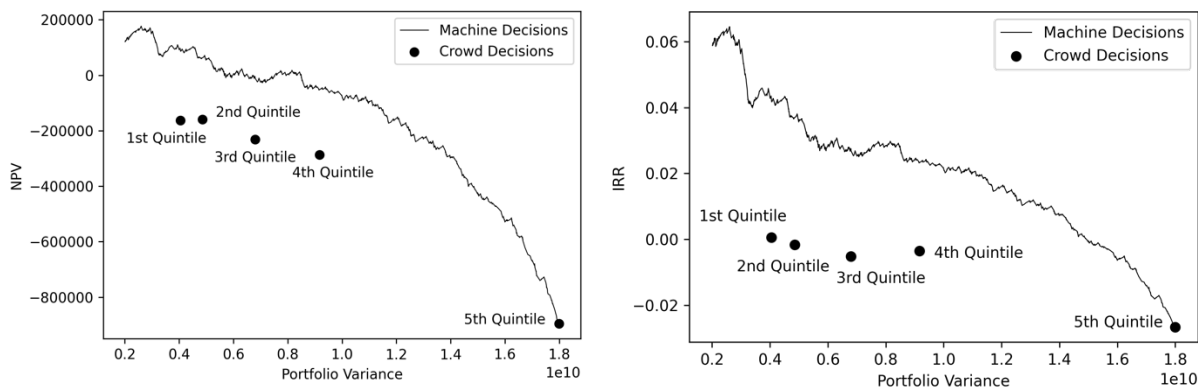 200000
0
−200000
−400000
−600000
−800000
NPV
Machine Decisions
Crowd Decisions
2nd Quintile
1st Quintile
3rd Quintile
4th Quintile
5th Quintile
0.2 0.4 0.6 0.8 1.0 1.2 1.4 1.6 1.8
1e10
Portfolio Variance
0.06
0.04
0.02
0.00
−0.02
IRR
Machine Decisions
Crowd Decisions
1st Quintile
2nd Quintile
3rd Quintile
4th Quintile
5th Quintile
0.2 0.4 0.6 0.8 1.0 1.2 1.4 1.6 1.8
1e10
Portfolio Variance